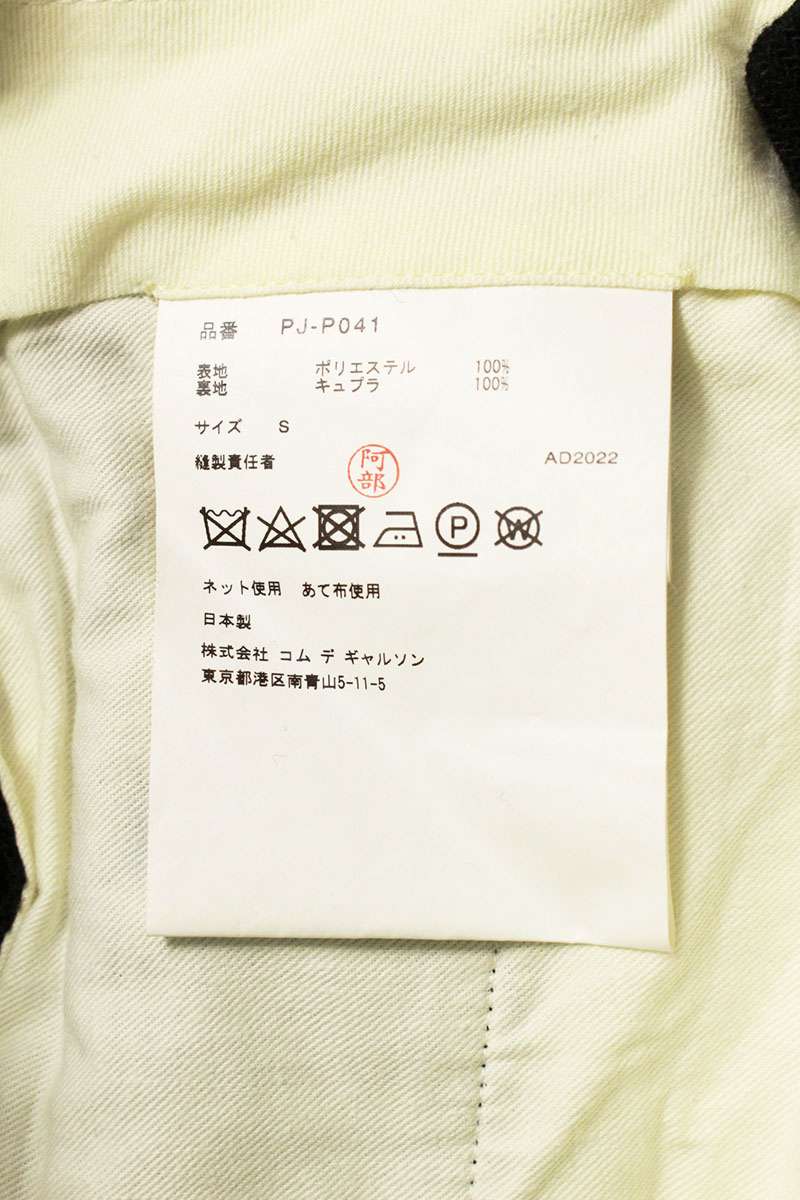 品番 PJ-P041
表地 ポリエステル 100%
裏地 キュプラ 100%
サイズ S
縫製責任者 阿部 AD2022
P W
ネット使用 あて布使用
日本製
株式会社 コム デ ギャルソン
東京都港区南青山5-11-5